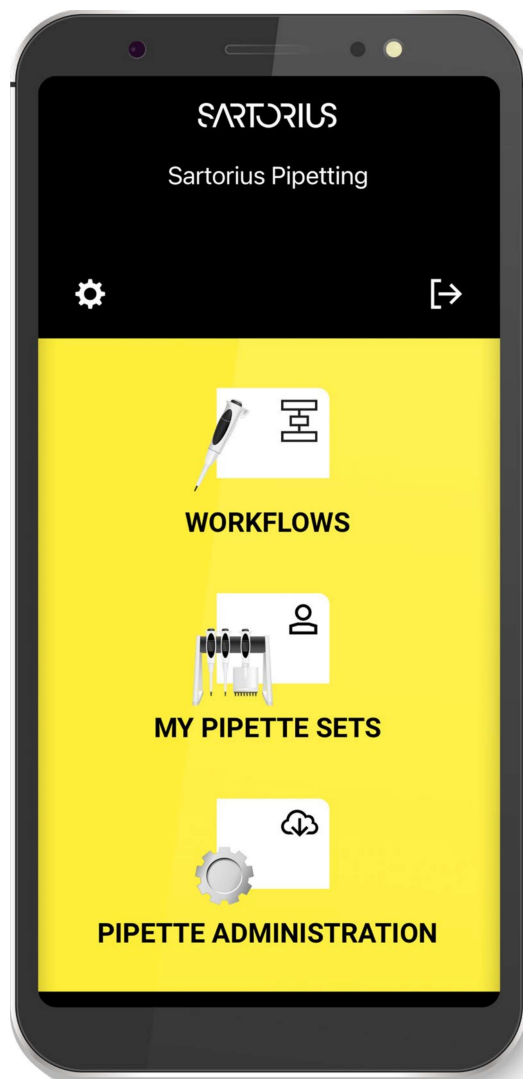 SARTORIUS
Sartorius Pipetting
WORKFLOWS
MY PIPETTE SETS
PIPETTE ADMINISTRATION